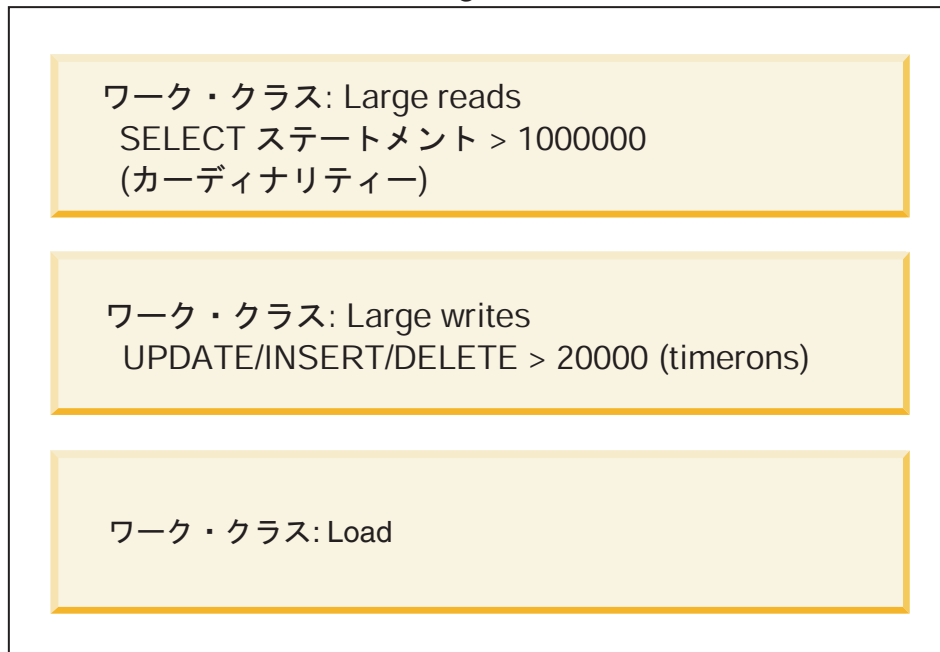 ワーク・クラス: Large reads
SELECT ステートメント > 1000000
(カーディナリティー)
ワーク・クラス: Large writes
UPDATE/INSERT/DELETE > 20000 (timerons)
ワーク・クラス: Load